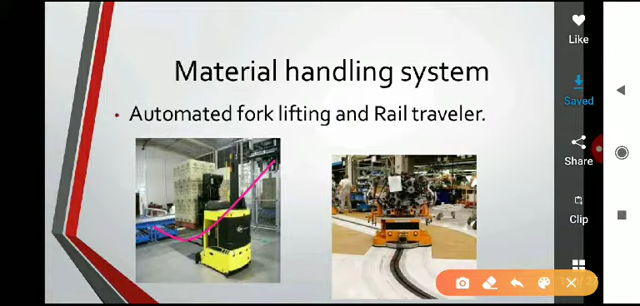 Material handling system
• Automated fork lifting and Rail traveler.
Like
Saved
Share
Clip